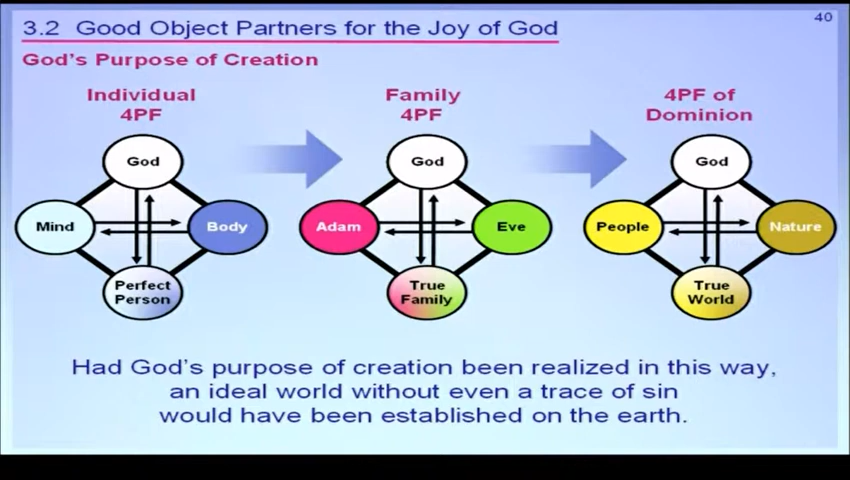 40
3.2 Good Object Partners for the Joy of God
God's Purpose of Creation
Individual
4PF
God
Mind
Body
Perfect
Person
Family
4PF
God
Adam
Eve
True
Family
4PF of
Dominion
God
People
Nature
True
World
Had God's purpose of creation been realized in this way,
an ideal world without even a trace of sin
would have been established on the earth.